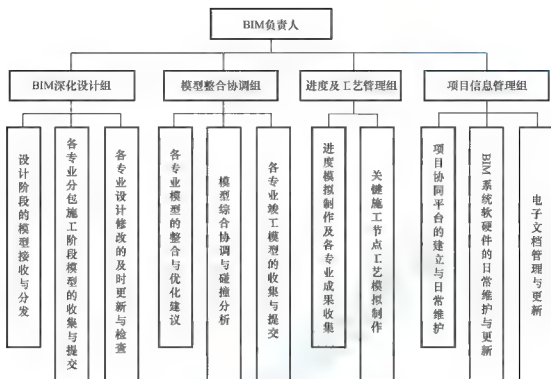 BIM负责人
BIM深化设计组
模型整合协调组
进度及工艺管理组
项目信息管理组
设计阶段的模型接收与分发
各专业分包施工阶段模型的收集与提交
各专业设计修改的及时更新与检查
各专业模型的整合与优化建议
模型综合协调与碰撞分析
各专业竣工模型的收集与提交
进度模拟制作及各专业成果收集
关键施工节点工艺模拟制作
项目协同平台的建立与日常维护
BIM系统软硬件的日常维护与更新
电子文档管理与更新